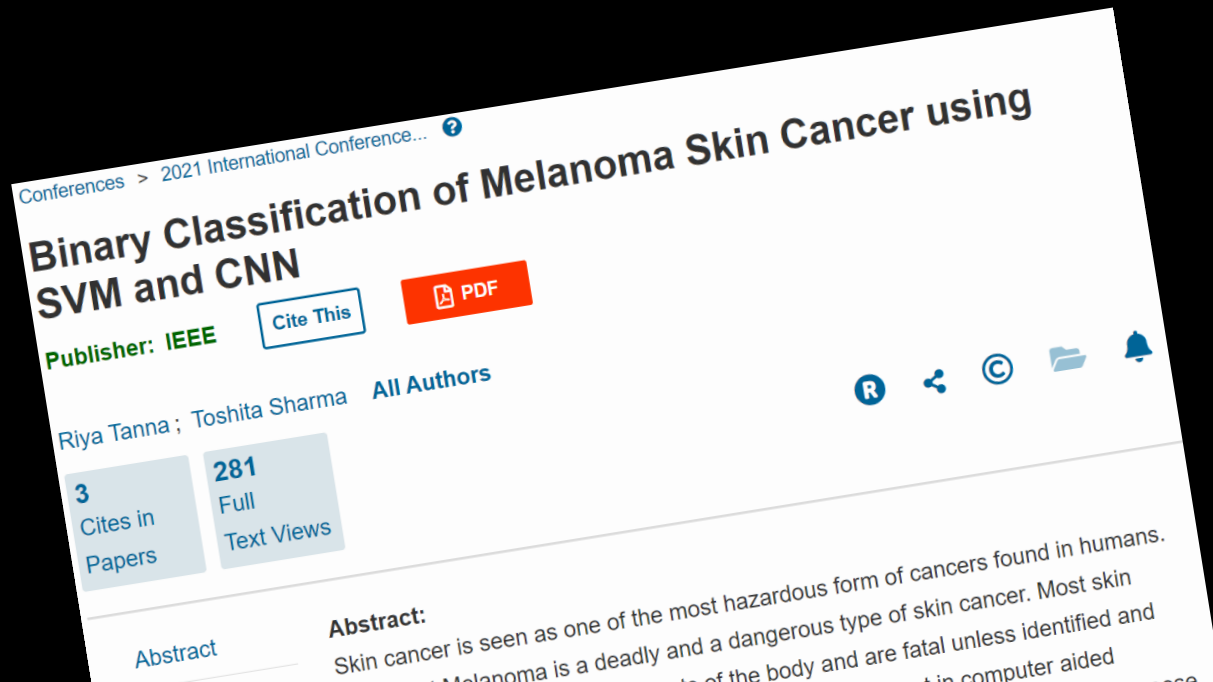 Conferences > 2021 International Conference... ?
Binary Classification of Melanoma Skin Cancer using
SVM and CNN
Publisher: IEEE
Cite This
PDF
Riya Tanna ; Toshita Sharma All Authors
R
©
3
Cites in
Papers
281
Full
Text Views
Abstract
Abstract:
Skin cancer is seen as one of the most hazardous form of cancers found in humans.
Melanoma is a deadly and a dangerous type of skin cancer. Most skin
of the body and are fatal unless identified and
in computer aided